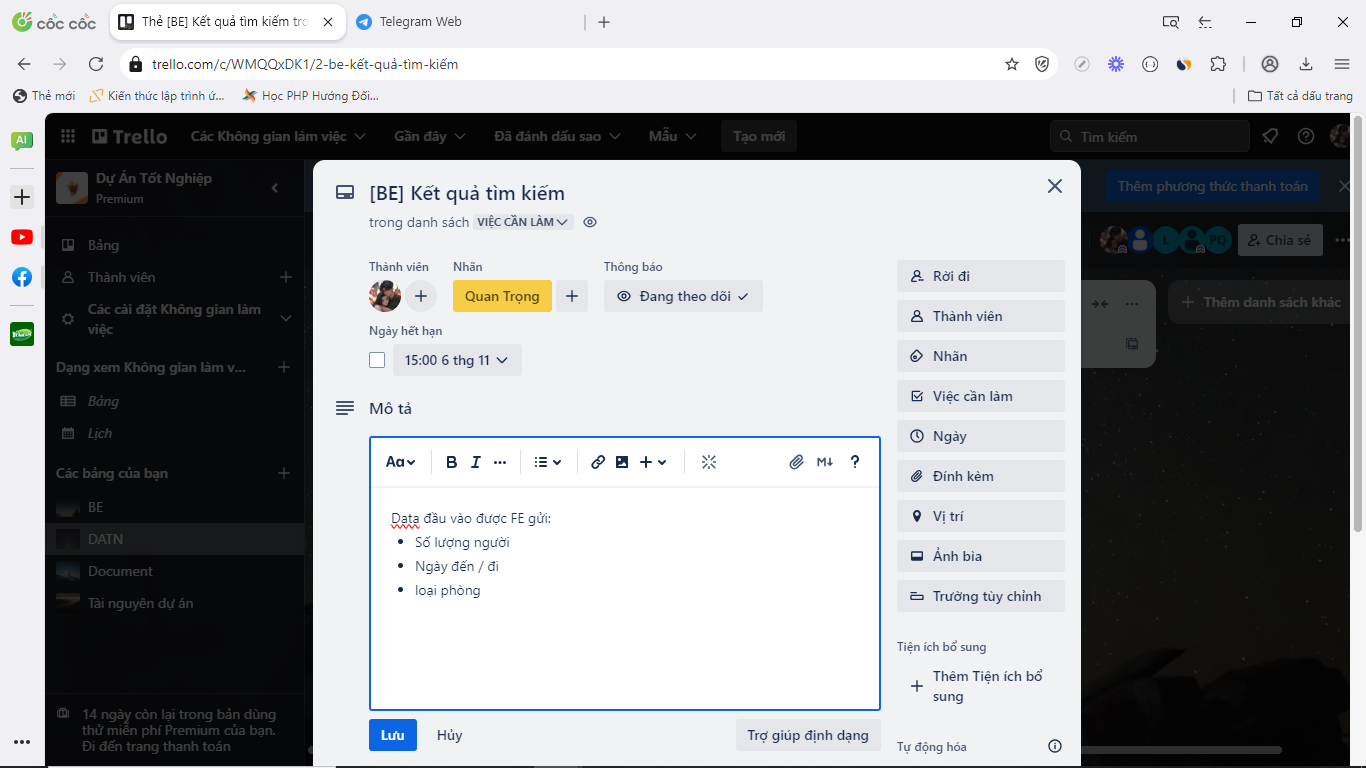 cốc cốc
Thẻ [BE] Kết quả tìm kiếm tro
Telegram Web
trello.com/c/WMQQxDK1/2-be-kết-quả-tìm-kiếm
Thẻ mới
Kiến thức lập trình ứ...
Học PHP Hướng Đối...
Tất cả dấu trang
AI
Trello
Các Không gian làm việc
Gần đây
Đã đánh dấu sao
Mẫu
Tạo mới
Tìm kiếm
Dự Án Tốt Nghiệp
Premium
Bảng
Thành viên
Các cài đặt Không gian làm
việc
Dạng xem Không gian làm v...
Bảng
Lịch
Các bảng của bạn
BE
DATN
Document
Tài nguyên dự án
14 ngày còn lại trong bản dùng
thử miễn phí Premium của bạn.
Đi đến trang thanh toán
[BE] Kết quả tìm kiếm
trong danh sách VIỆC CẦN LÀM
Thành viên
Nhãn
Thông báo
Quan Trọng
Đang theo dõi
Ngày hết hạn
15:00 6 thg 11
Mô tả
Aa B I ... M↓ ?
Data đầu vào được FE gửi:
• Số lượng người
• Ngày đến / đi
• loại phòng
Lưu
Hủy
Trợ giúp định dạng
Rời đi
Thành viên
Nhãn
Việc cần làm
Ngày
Đính kèm
Vị trí
Ảnh bìa
Trường tùy chỉnh
Tiện ích bổ sung
Thêm Tiện ích bổ
sung
Tự động hóa
Thêm phương thức thanh toán
L
PQ
Chia sẻ
Thêm danh sách khác